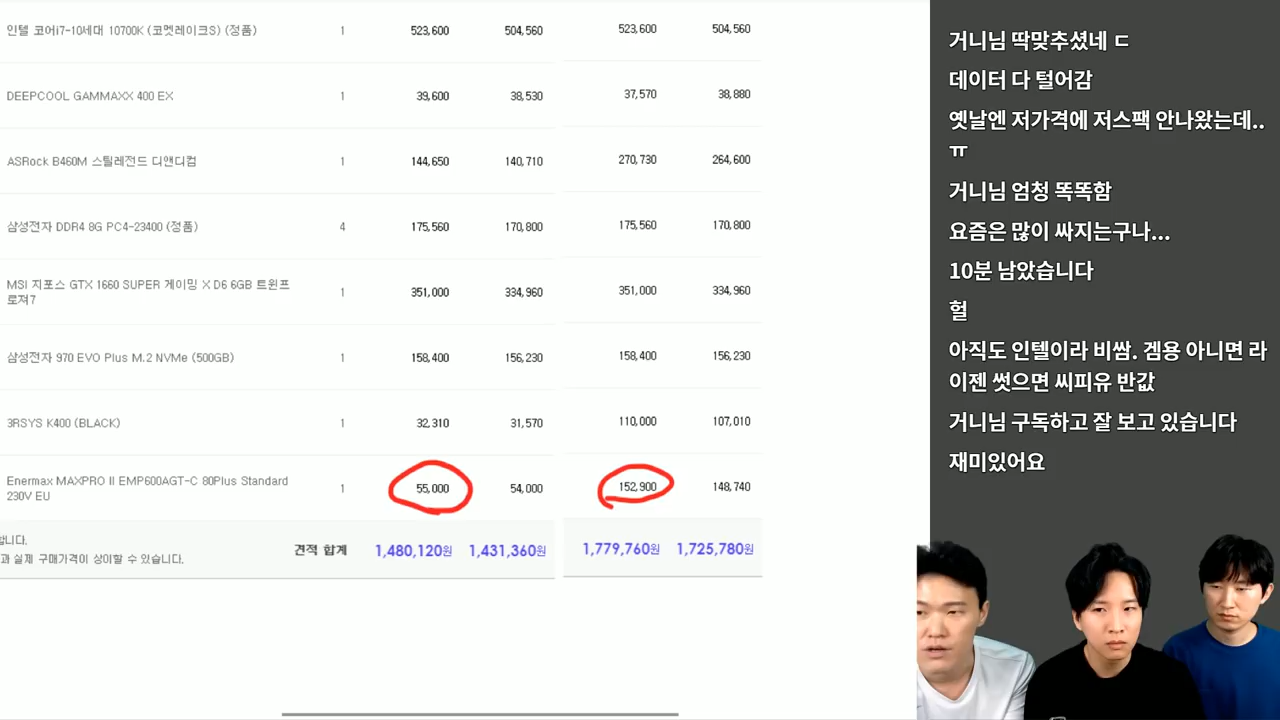 인텔 코어i7-10세대 10700K (코멧레이크S) (정품) 1 523,600 504,560 523,600 504,560
DEEPCOOL GAMMAXX 400 EX 1 39,600 38,530 37,570 38,880
ASRock B460M 스틸레전드 디앤디컴 1 144,650 140,710 270,730 264,600
삼성전자 DDR4 8G PC4-23400 (정품) 4 175,560 170,800 175,560 170,800
MSI 지포스 GTX 1660 SUPER 게이밍 X D6 6GB 트윈프
로져7 1 351,000 334,960 351,000 334,960
삼성전자 970 EVO Plus M.2 NVMe (500GB) 1 158,400 156,230 158,400 156,230
3RSYS K400 (BLACK) 1 32,310 31,570 110,000 107,010
Enermax MAXPRO II EMP600AGT-C 80Plus Standard
230V EU 1 55,000 54,000 152,900 148,740
합니다.
과 실제 구매가격이 상이할 수 있습니다.
견적 합계 1,480,120원 1,431,360원 1,779,760원 1,725,780원
거니님 딱맞추셨네 ㄷ
데이터 다 털어감
옛날엔 저가격에 저스팩 안나왔는데..
ㅠ
거니님 엄청 똑똑함
요즘은 많이 싸지는구나...
10분 남았습니다
헐
아직도 인텔이라 비쌈. 겜용 아니면 라
이젠 썻으면 씨피유 반값
거니님 구독하고 잘 보고 있습니다
재미있어요